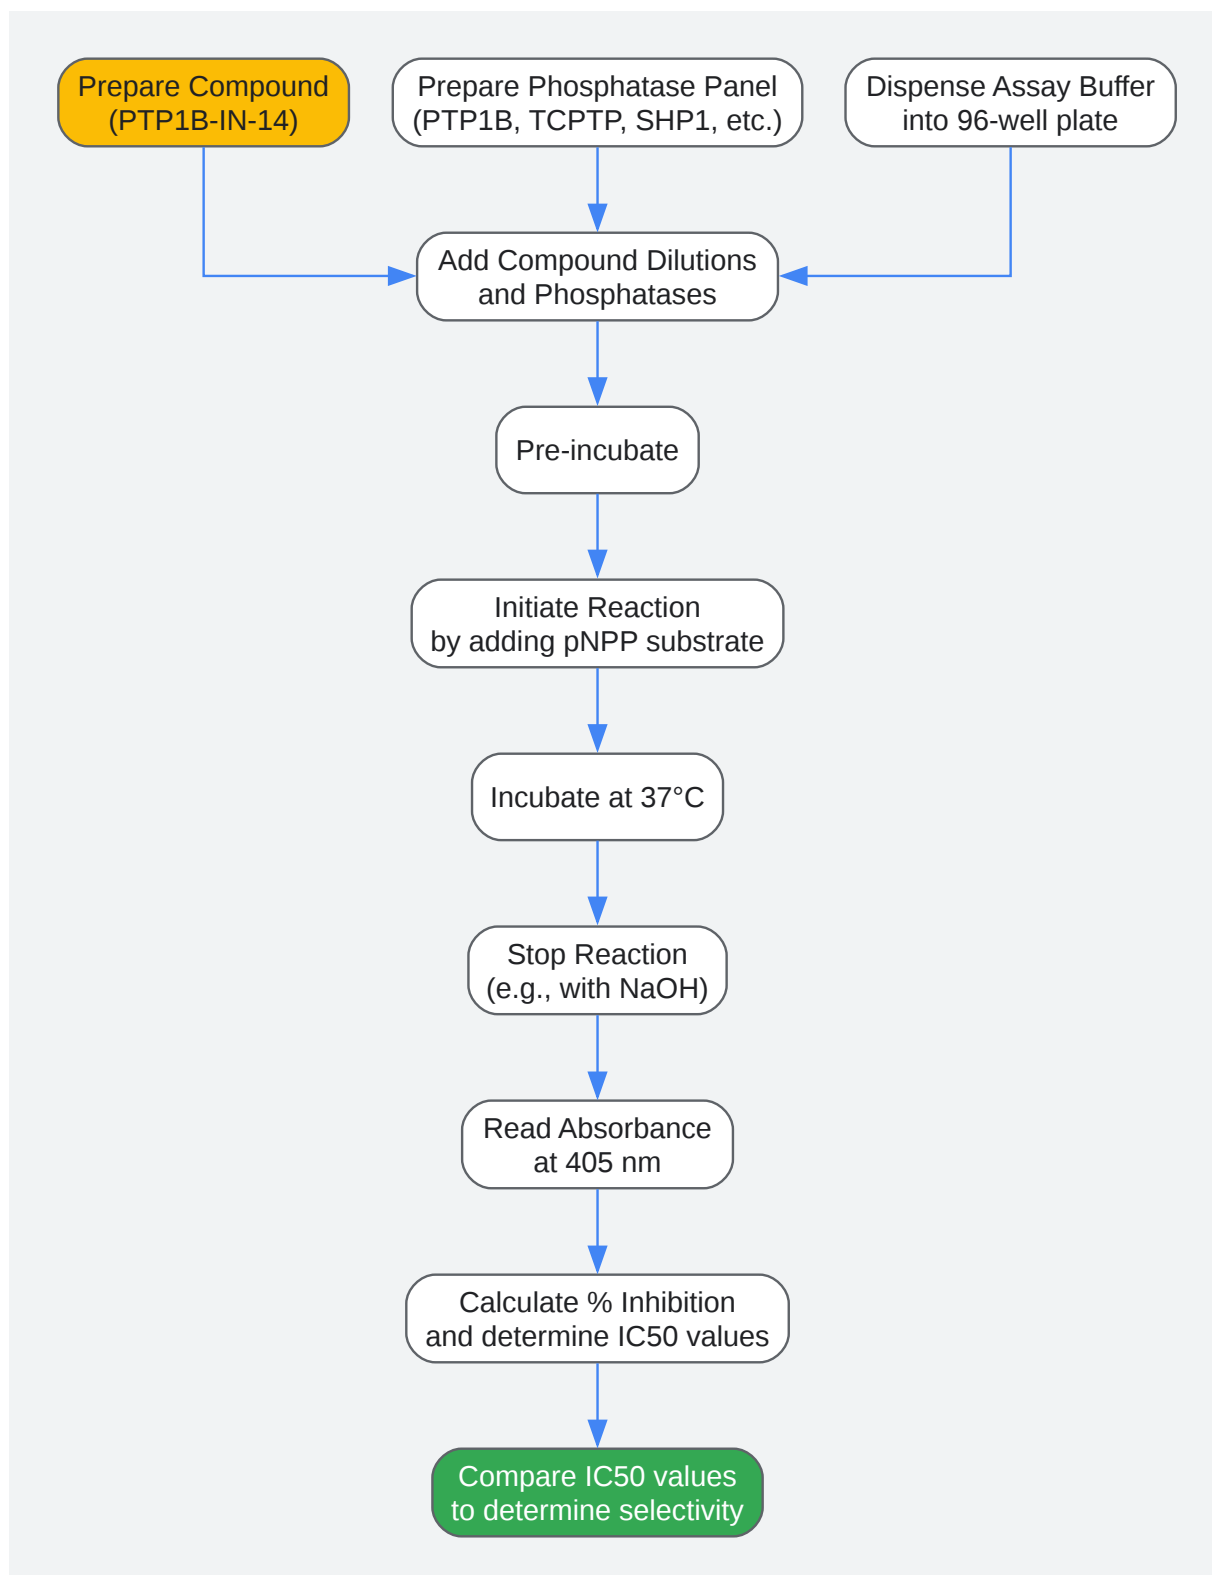 Prepare Compound
(PTP1B-IN-14)
Prepare Phosphatase Panel
(PTP1B, TCPTP, SHP1, etc.)
Dispense Assay Buffer
into 96-well plate
Add Compound Dilutions
and Phosphatases
Pre-incubate
Initiate Reaction
by adding pNPP substrate
Incubate at 37°C
Stop Reaction
(e.g., with NaOH)
Read Absorbance
at 405 nm
Calculate % Inhibition
and determine IC50 values
Compare IC50 values
to determine selectivity